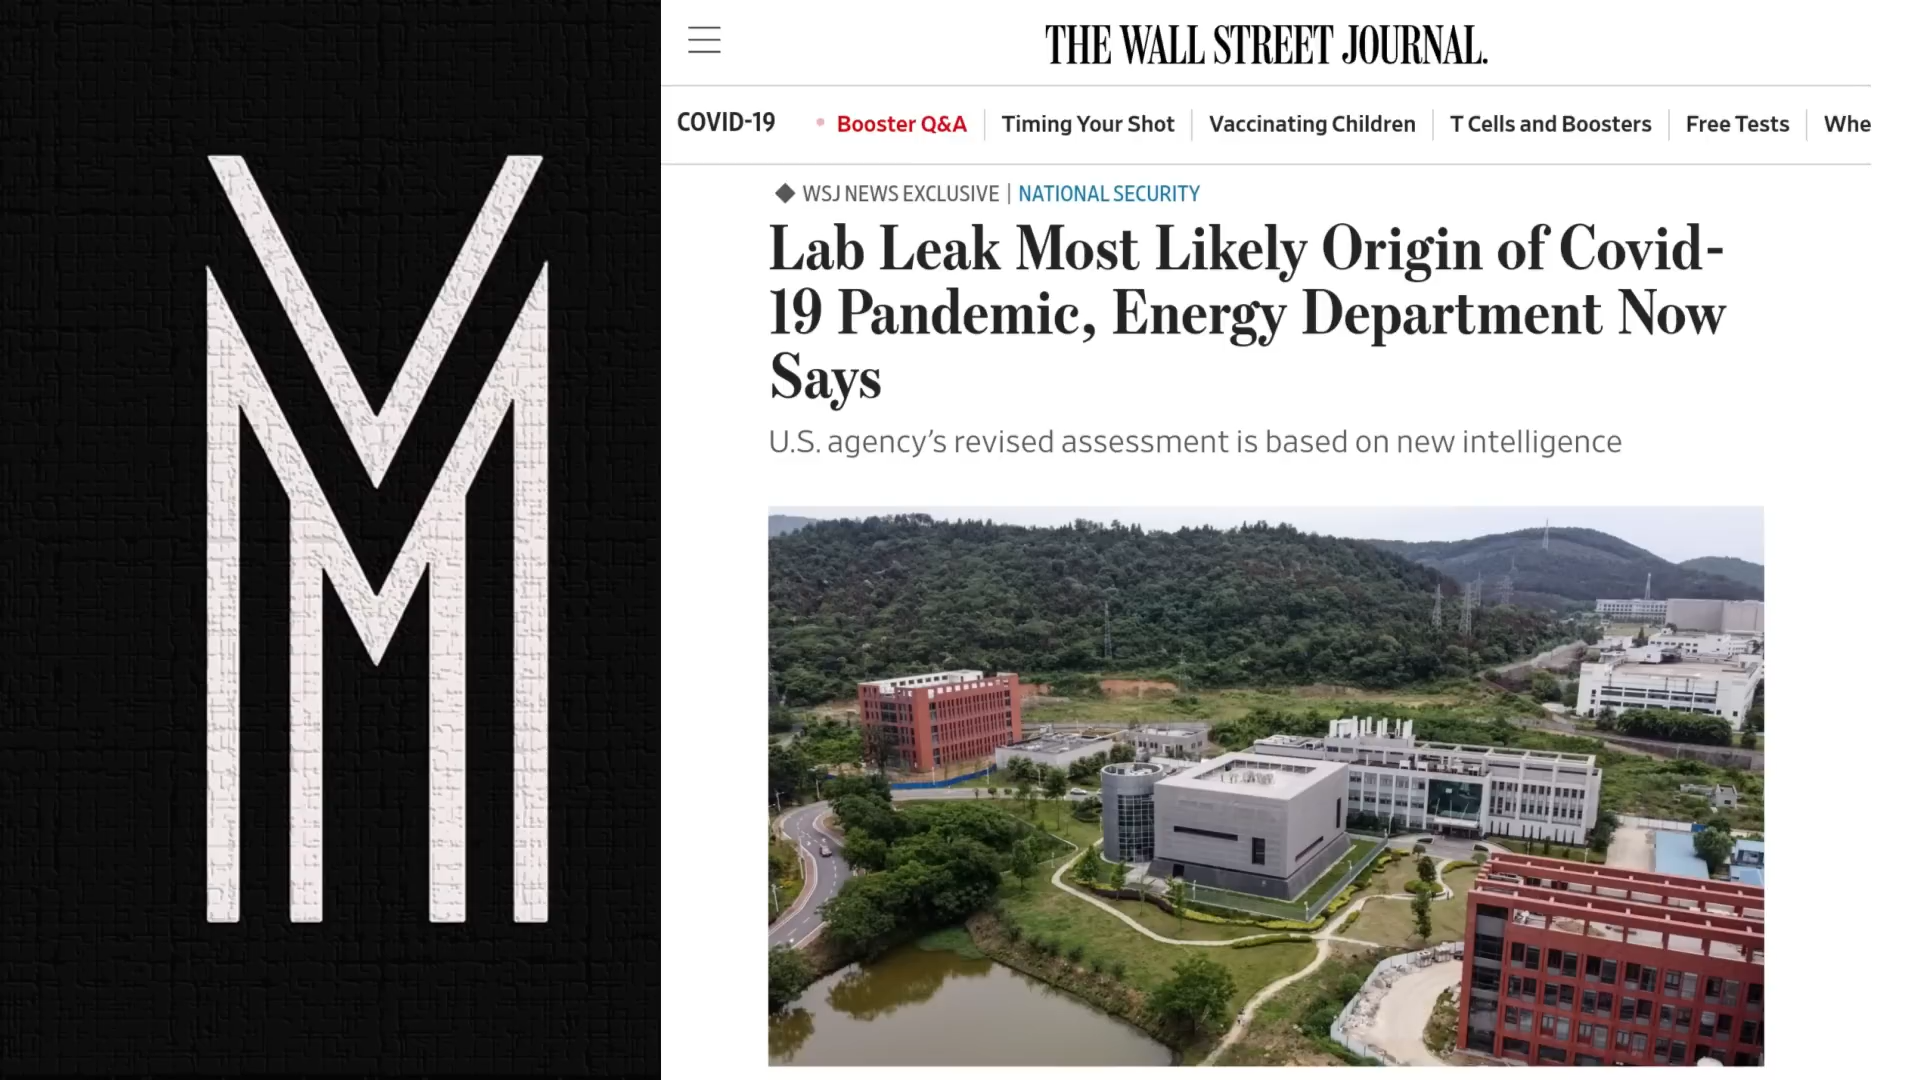 THE WALL STREET JOURNAL.
COVID-19 • Booster Q&A Timing Your Shot Vaccinating Children T Cells and Boosters Free Tests Whe
WSJ NEWS EXCLUSIVE | NATIONAL SECURITY
Lab Leak Most Likely Origin of Covid-
19 Pandemic, Energy Department Now
Says
U.S. agency’s revised assessment is based on new intelligence